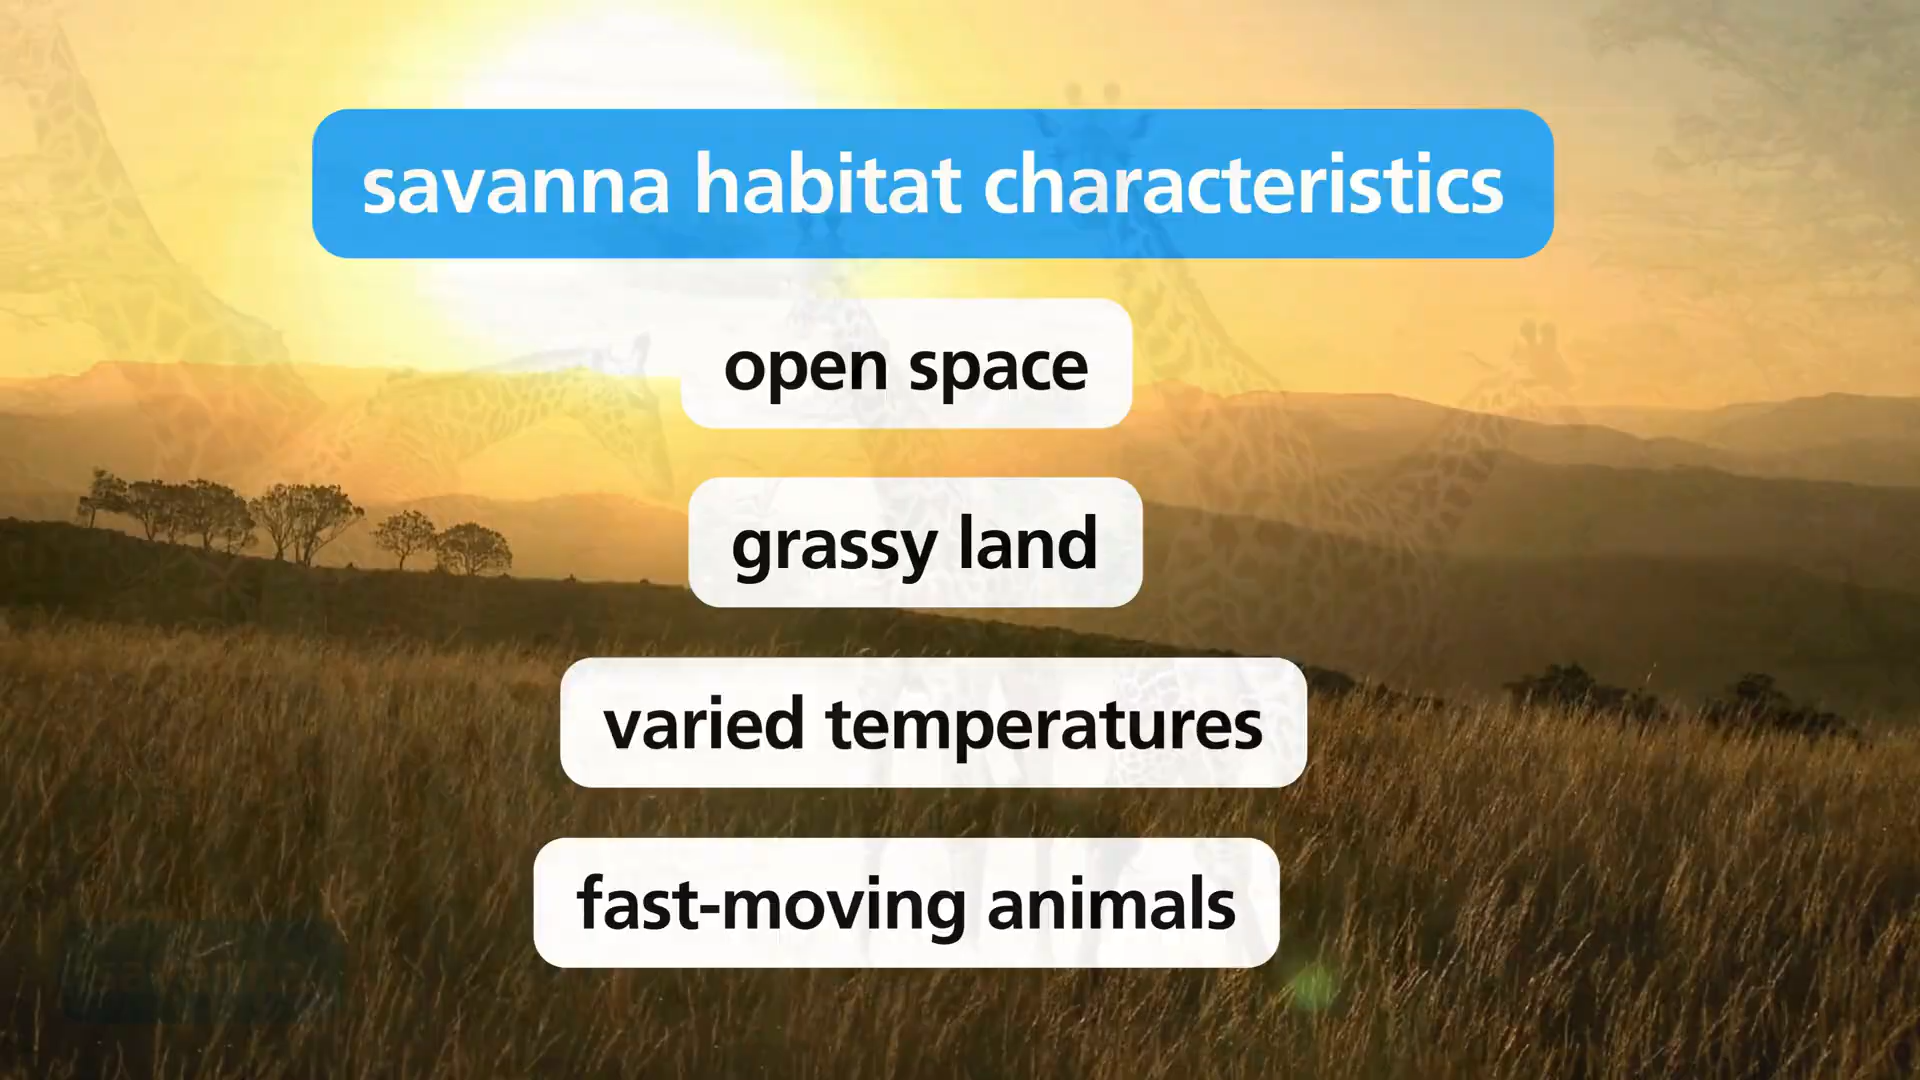 savanna habitat characteristics
open space
grassy land
varied temperatures
fast-moving animals